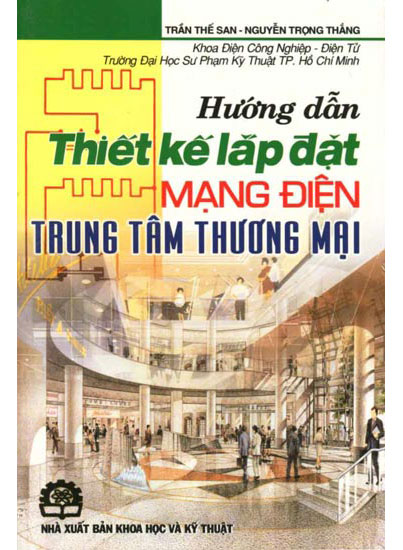 TRẦN THẾ SAN - NGUYỄN TRỌNG THẮNG
Khoa Điện Công Nghiệp - Điện Tử
Trường Đại Học Sư Phạm Kỹ Thuật TP. Hồ Chí Minh
Hướng dẫn
Thiết kế lắp đặt
MẠNG ĐIỆN
TRUNG TÂM THƯƠNG MẠI
NHÀ XUẤT BẢN KHOA HỌC VÀ KỸ THUẬT